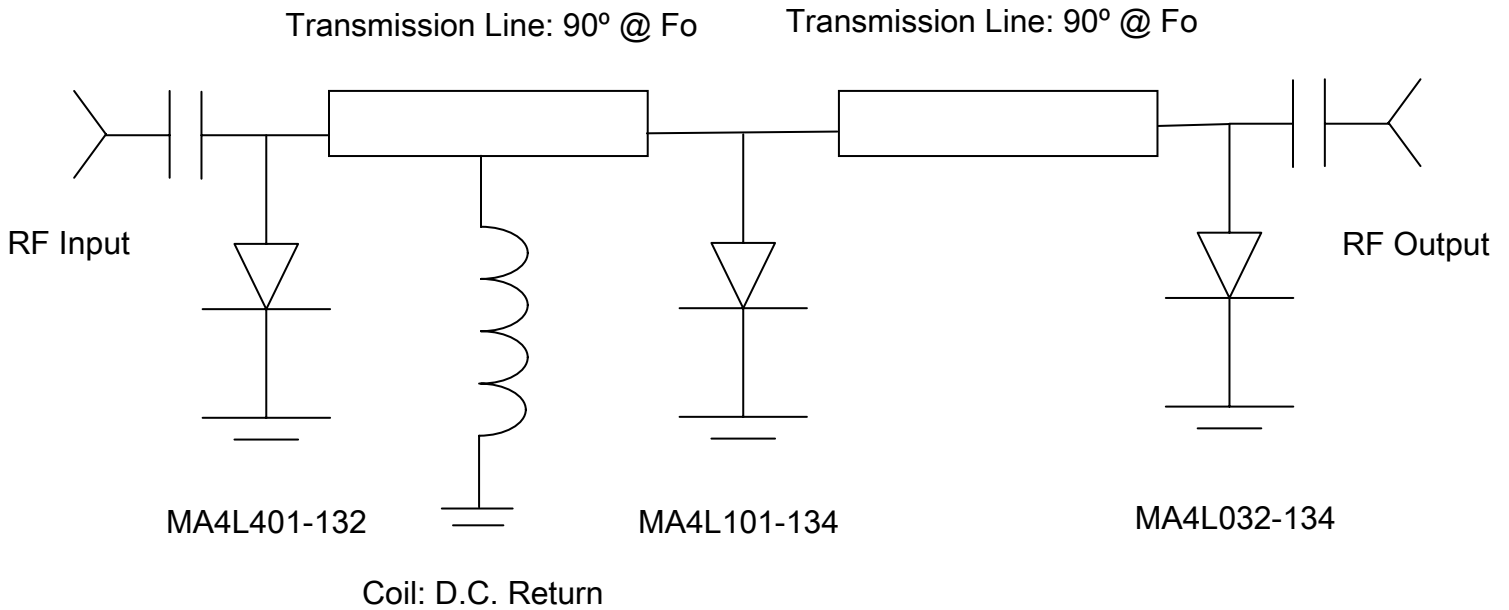 Transmission Line: 90º @ Fo
Transmission Line: 90º @ Fo
RF Input
RF Output
MA4L401-132
MA4L101-134
MA4L032-134
Coil: D.C. Return